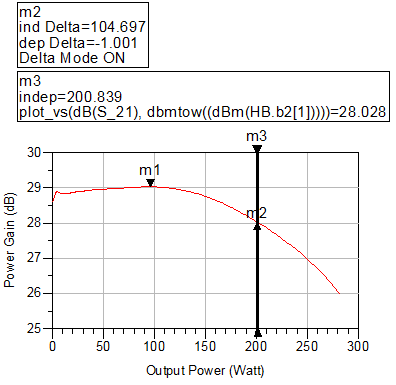 m2
ind Delta=104.697
dep Delta=-1.001
Delta Mode ON
m3
indep=200.839
plot_vs(dB(S_21), dbmtow((dBm(HB.b2[1]))))=28.028
m3
30
m1
29
m2
28
27
26
25
Power Gain (dB)
0 50 100 150 200 250 300
Output Power (Watt)